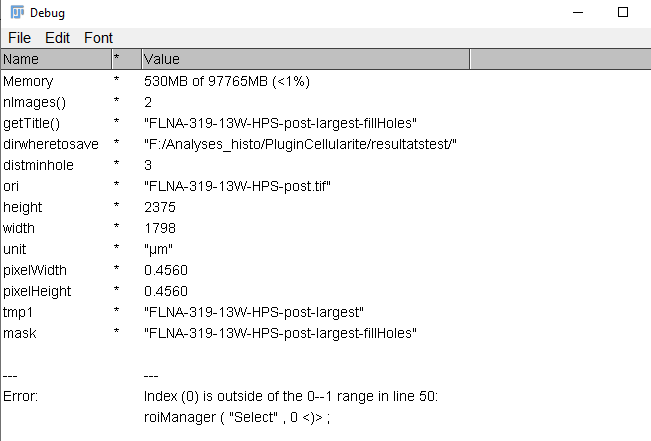 Debug
File Edit Font
Name * Value
Memory * 530MB of 97765MB (<1%)
nImages() * 2
getTitle() * "FLNA-319-13W-HPS-post-largest-fillHoles"
dirwheretosave * "F:/Analyses_histo/PluginCellularite/resultatstest/"
distminhole * 3
ori * "FLNA-319-13W-HPS-post.tif"
height * 2375
width * 1798
unit * "µm"
pixelWidth * 0.4560
pixelHeight * 0.4560
tmp1 * "FLNA-319-13W-HPS-post-largest"
mask * "FLNA-319-13W-HPS-post-largest-fillHoles"
--- ---
Error: Index (0) is outside of the 0--1 range in line 50:
roiManager ( "Select" , 0 <)> ;